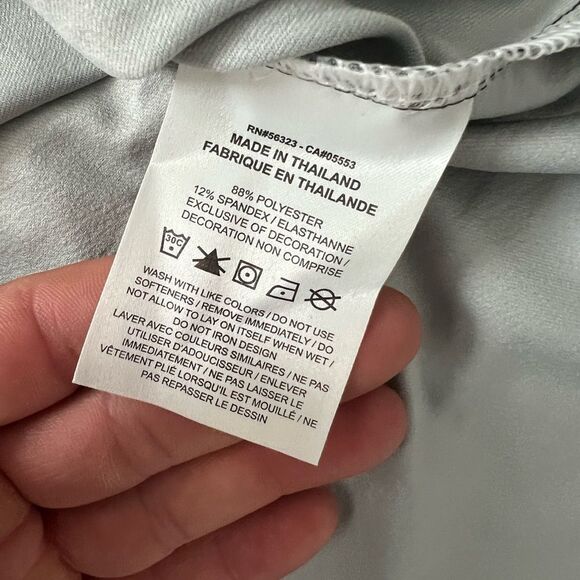 RN#56323 - CA#05553
MADE IN THAILAND
FABRIQUE EN THAILANDE
88% POLYESTER
12% SPANDEX / ELASTHANNE
EXCLUSIVE OF DECORATION /
DECORATION NON COMPRISE
30C
WASH WITH LIKE COLORS / DO NOT USE
SOFTENERS / REMOVE IMMEDIATELY / DO
NOT ALLOW TO LAY ON ITSELF WHEN WET /
DO NOT IRON DESIGN
LAVER AVEC COULEURS SIMILAIRES / NE PAS
UTILISER D'ADOUCISSEUR / ENLEVER
IMMEDIATEMENT / NE PAS LAISSER LE
VÊTEMENT PLIÉ LORSQU'IL EST MOUILLÉ / NE
PAS REPASSER LE DESSIN